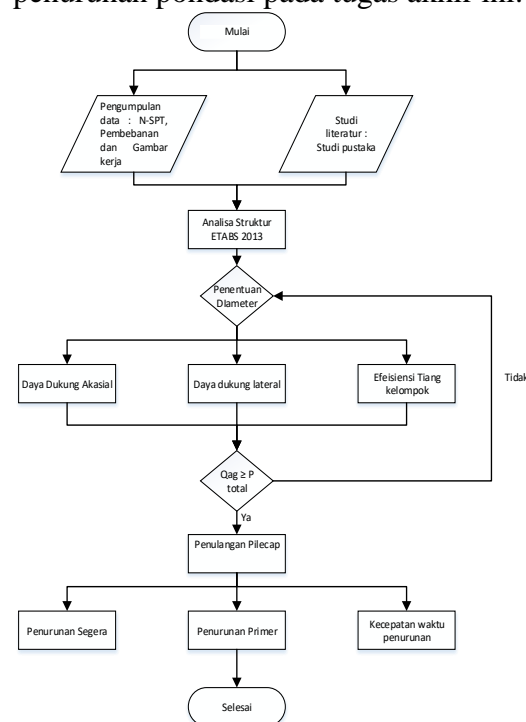 penurunan pondasi pada tugas akhir ini.
Mulai
Pengumpulan
data : N-SPT,
Pembebanan
dan Gambar
kerja
Studi
literatur :
Studi pustaka
Analisa Struktur
ETABS 2013
Penentuan
DIameter
Daya Dukung Akasial
Daya dukung lateral
Efeisiensi Tiang
kelompok
Tidak
Qag ≥ P
total
Ya
Penulangan Pilecap
Penurunan Segera
Penurunan Primer
Kecepatan waktu
penurunan
Selesai